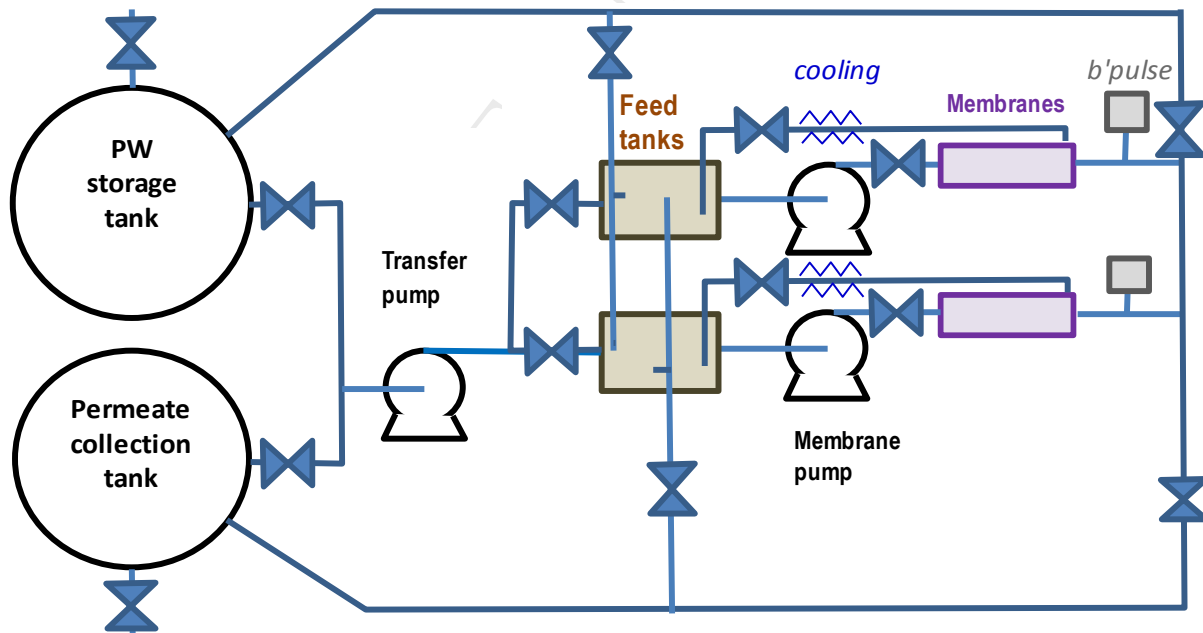 cooling
b'pulse
Feed
tanks
Membranes
PW
storage
tank
Transfer
pump
Permeate
collection
tank
Membrane
pump